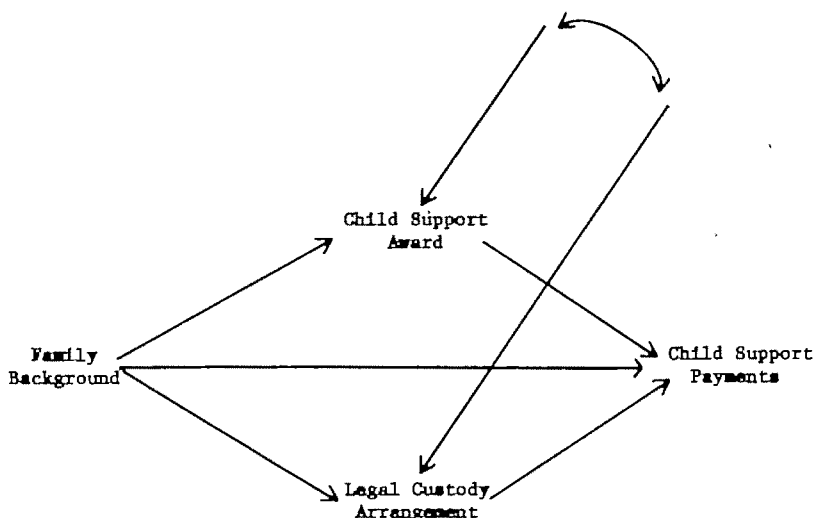 Child Support
Award
Family
Background
Child Support
Payments
Legal Custody
Arrangement